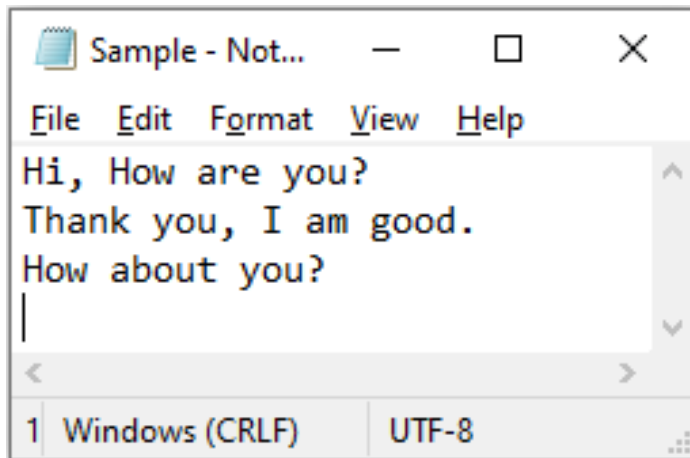 Sample - Not...
File Edit Format View Help
Hi, How are you?
Thank you, I am good.
How about you?
1 Windows (CRLF) UTF-8